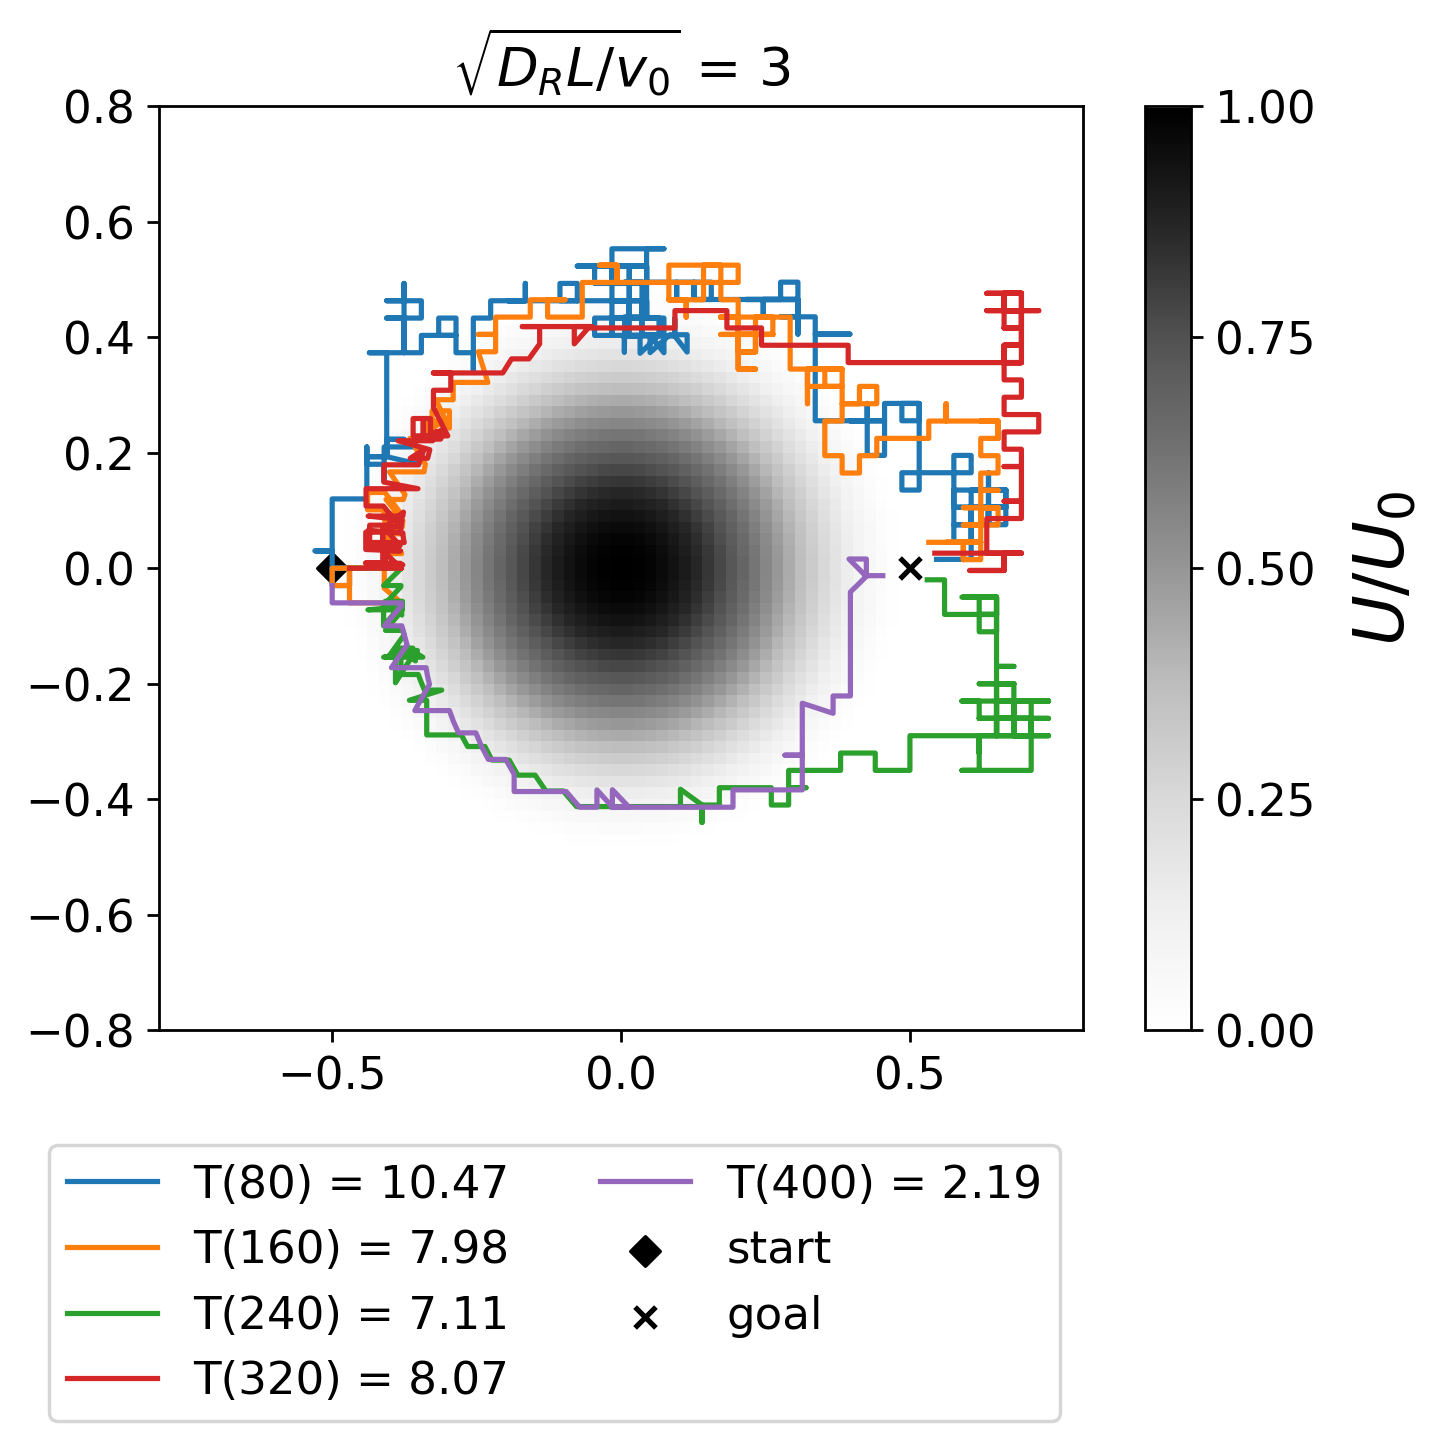 √D_R L/v_0 = 3
0.8
0.6
0.4
0.2
0.0
−0.2
−0.4
−0.6
−0.8
−0.5
0.0
0.5
1.00
0.75
0.50
0.25
0.00
U/U_0
T(80) = 10.47
T(160) = 7.98
T(240) = 7.11
T(320) = 8.07
T(400) = 2.19
start
goal